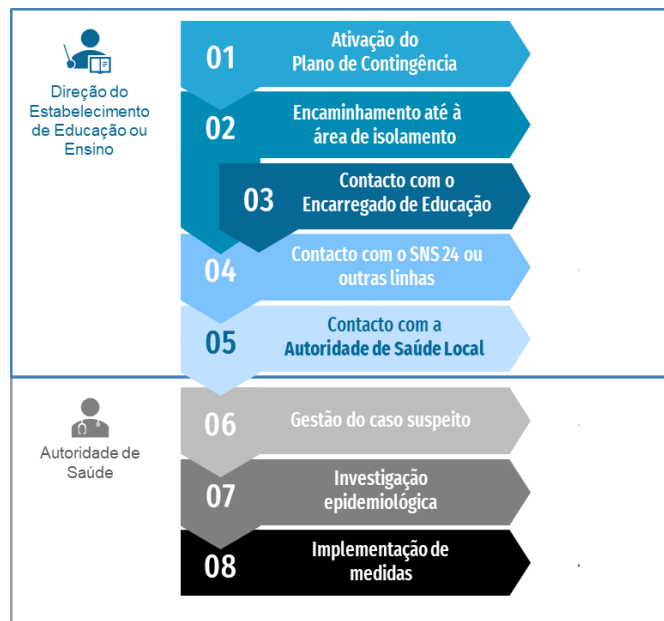 Direção do
Estabelecimento
de Educação ou
Ensino
01
Ativação do
Plano de Contingência
02
Encaminhamento até à
área de isolamento
03
Contacto com o
Encarregado de Educação
04
Contacto com o SNS 24 ou
outras linhas
05
Contacto com a
Autoridade de Saúde Local
Autoridade de
Saúde
06
Gestão do caso suspeito
07
Investigação
epidemiológica
08
Implementação de
medidas